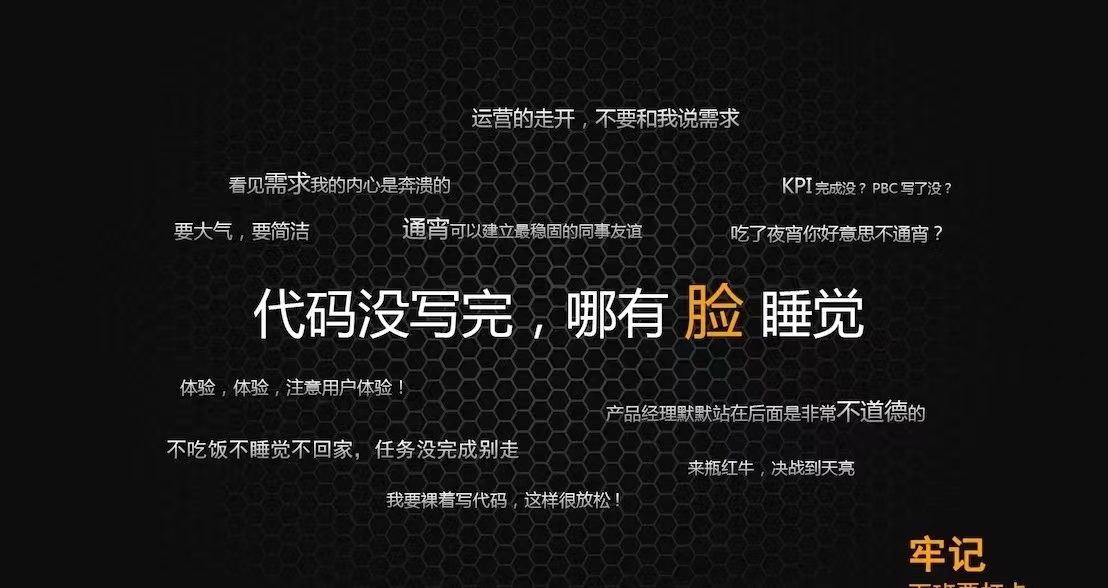 运营的走开，不要和我说需求
看见需求我的内心是奔溃的
KPI 完成没？ PBC 写了没？
要大气，要简洁
通宵可以建立最稳固的同事友谊
吃了夜宵你好意思不通宵？
代码没写完，哪有 脸 睡觉
体验，体验，注意用户体验！
产品经理默默站在后面是非常不道德的
不吃饭不睡觉不回家，任务没完成别走
来瓶红牛，决战到天亮
我要裸着写代码，这样很放松！
牢记